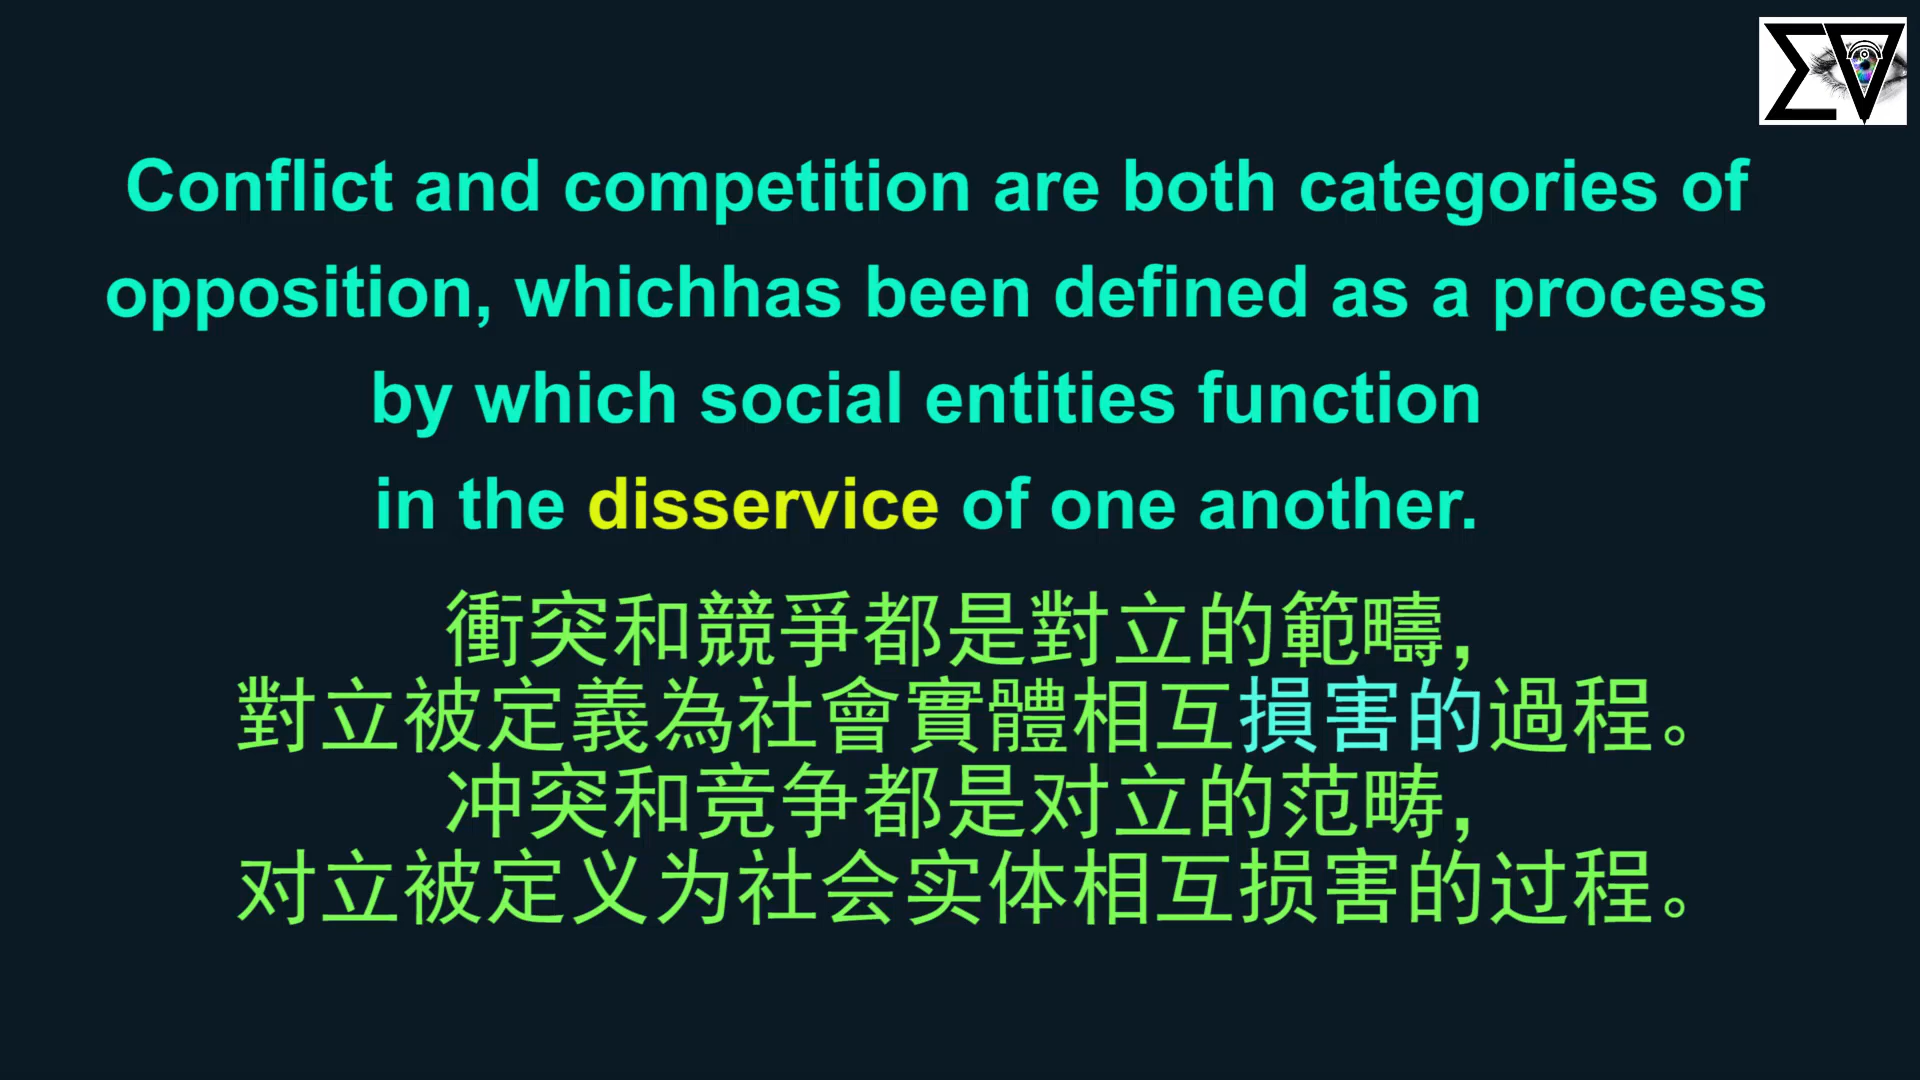 Conflict and competition are both categories of
opposition, whichhas been defined as a process
by which social entities function
in the disservice of one another.
衝突和競爭都是對立的範疇，
對立被定義為社會實體相互損害的過程。
冲突和竞争都是对立的范畴，
对立被定义为社会实体相互损害的过程。